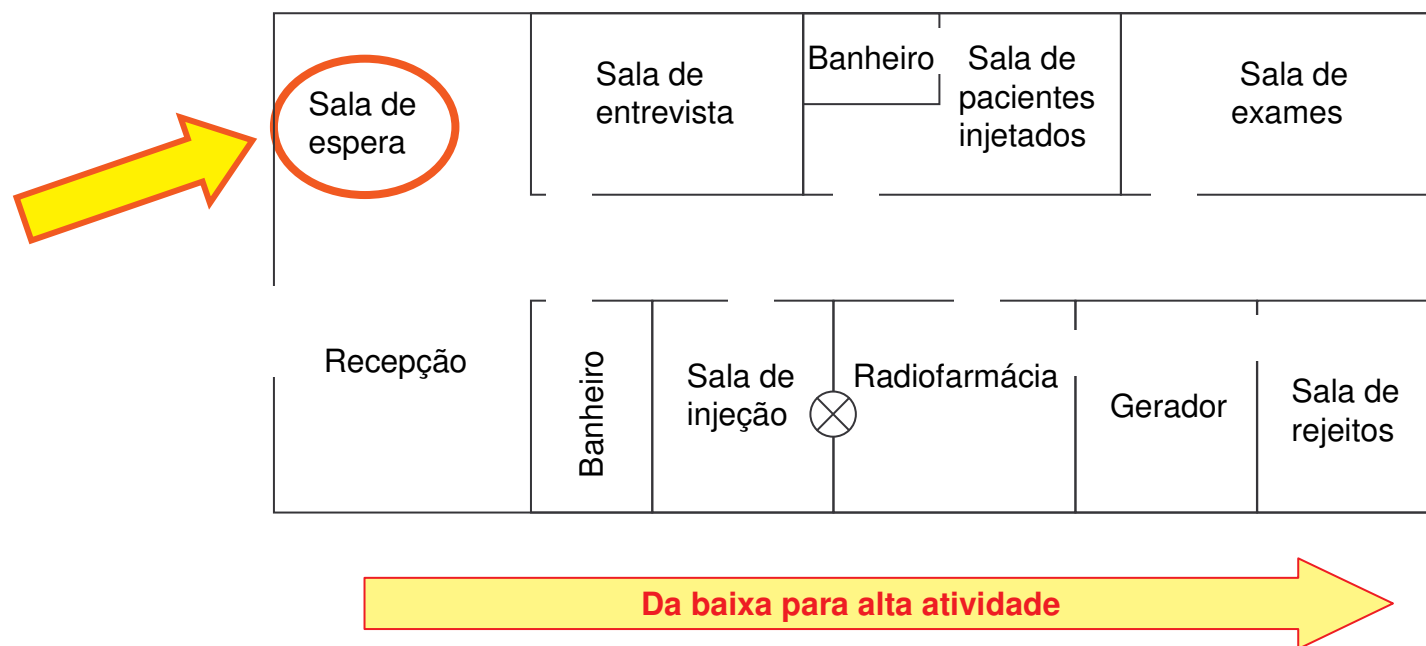 Sala de
espera
Sala de
entrevista
Banheiro
Sala de
pacientes
injetados
Sala de
exames
Recepção
Banheiro
Sala de
injeção
Radiofarmácia
Gerador
Sala de
rejeitos
Da baixa para alta atividade